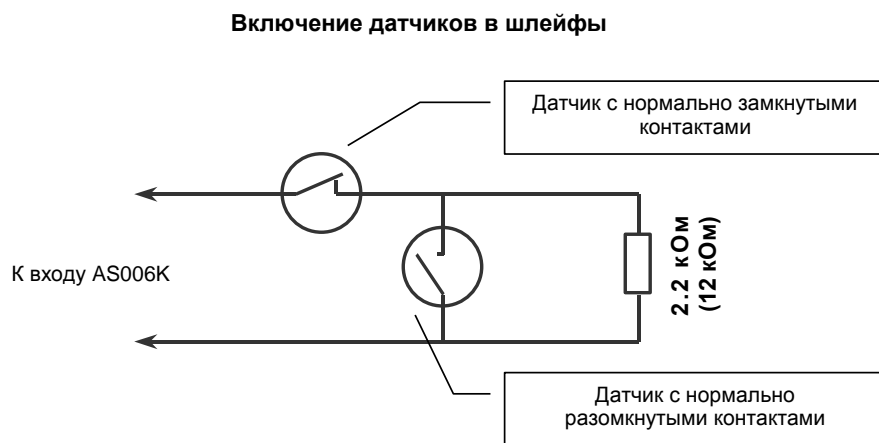 Включение датчиков в шлейфы
Датчик с нормально замкнутыми
контактами
К входу AS006K
2.2 кОм
(12 кОм)
Датчик с нормально
разомкнутыми контактами